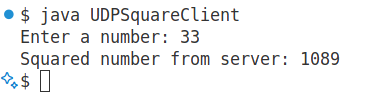 $ java UDPSquareClient
Enter a number: 33
Squared number from server: 1089
$